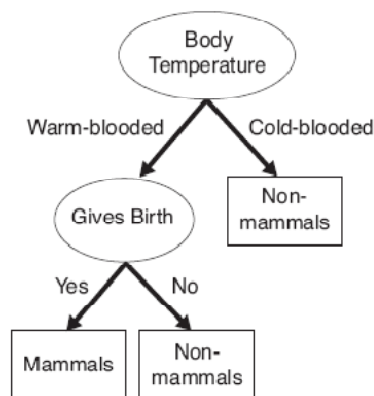 Body
Temperature
Warm-blooded
Cold-blooded
Gives Birth
Non-
mammals
Yes
No
Mammals
Non-
mammals